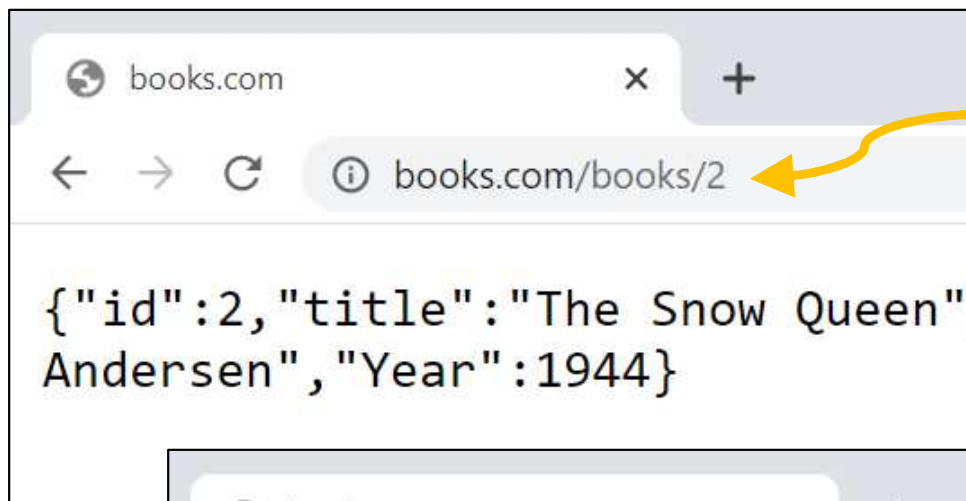 books.com
books.com/books/2
{"id":2,"title":"The Snow Queen"
Andersen","Year":1944}